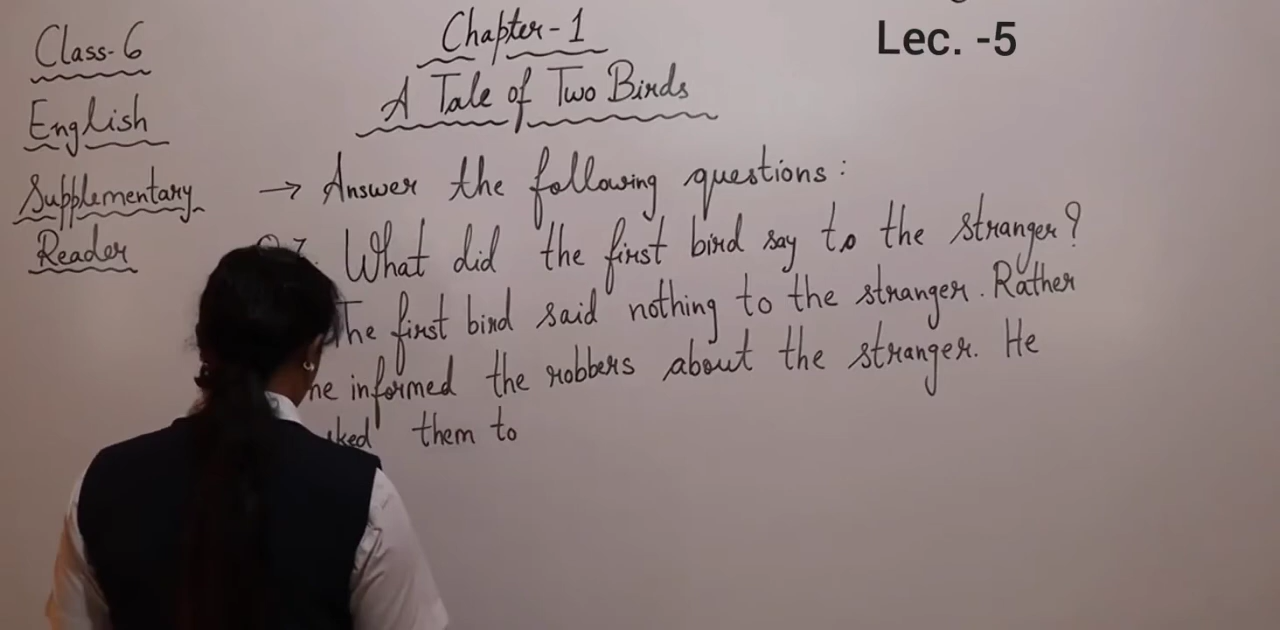 Class-6
English
Supplementary
Reader
Chapter-1
A Tale of Two Birds
Lec. -5
→ Answer the following questions:
What did the first bird say to the stranger?
The first bird said nothing to the stranger. Rather
he informed the robbers about the stranger. He
them to